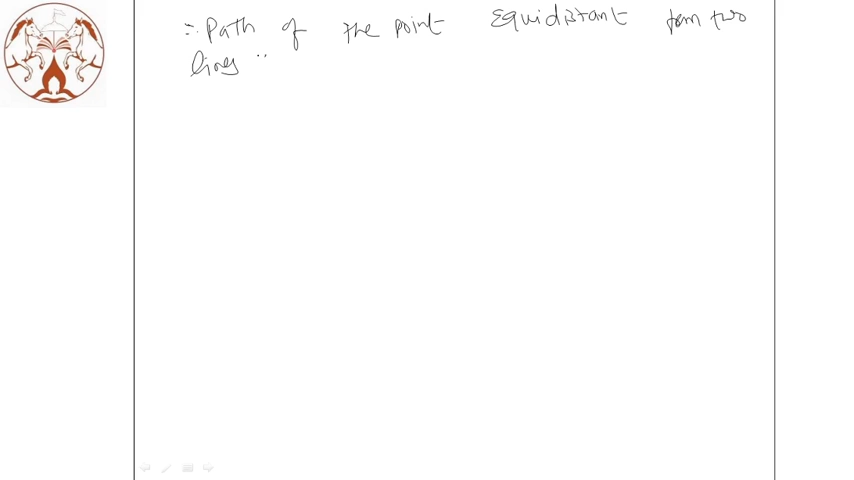 ∴ Path of the point equidistant from two
lines ..